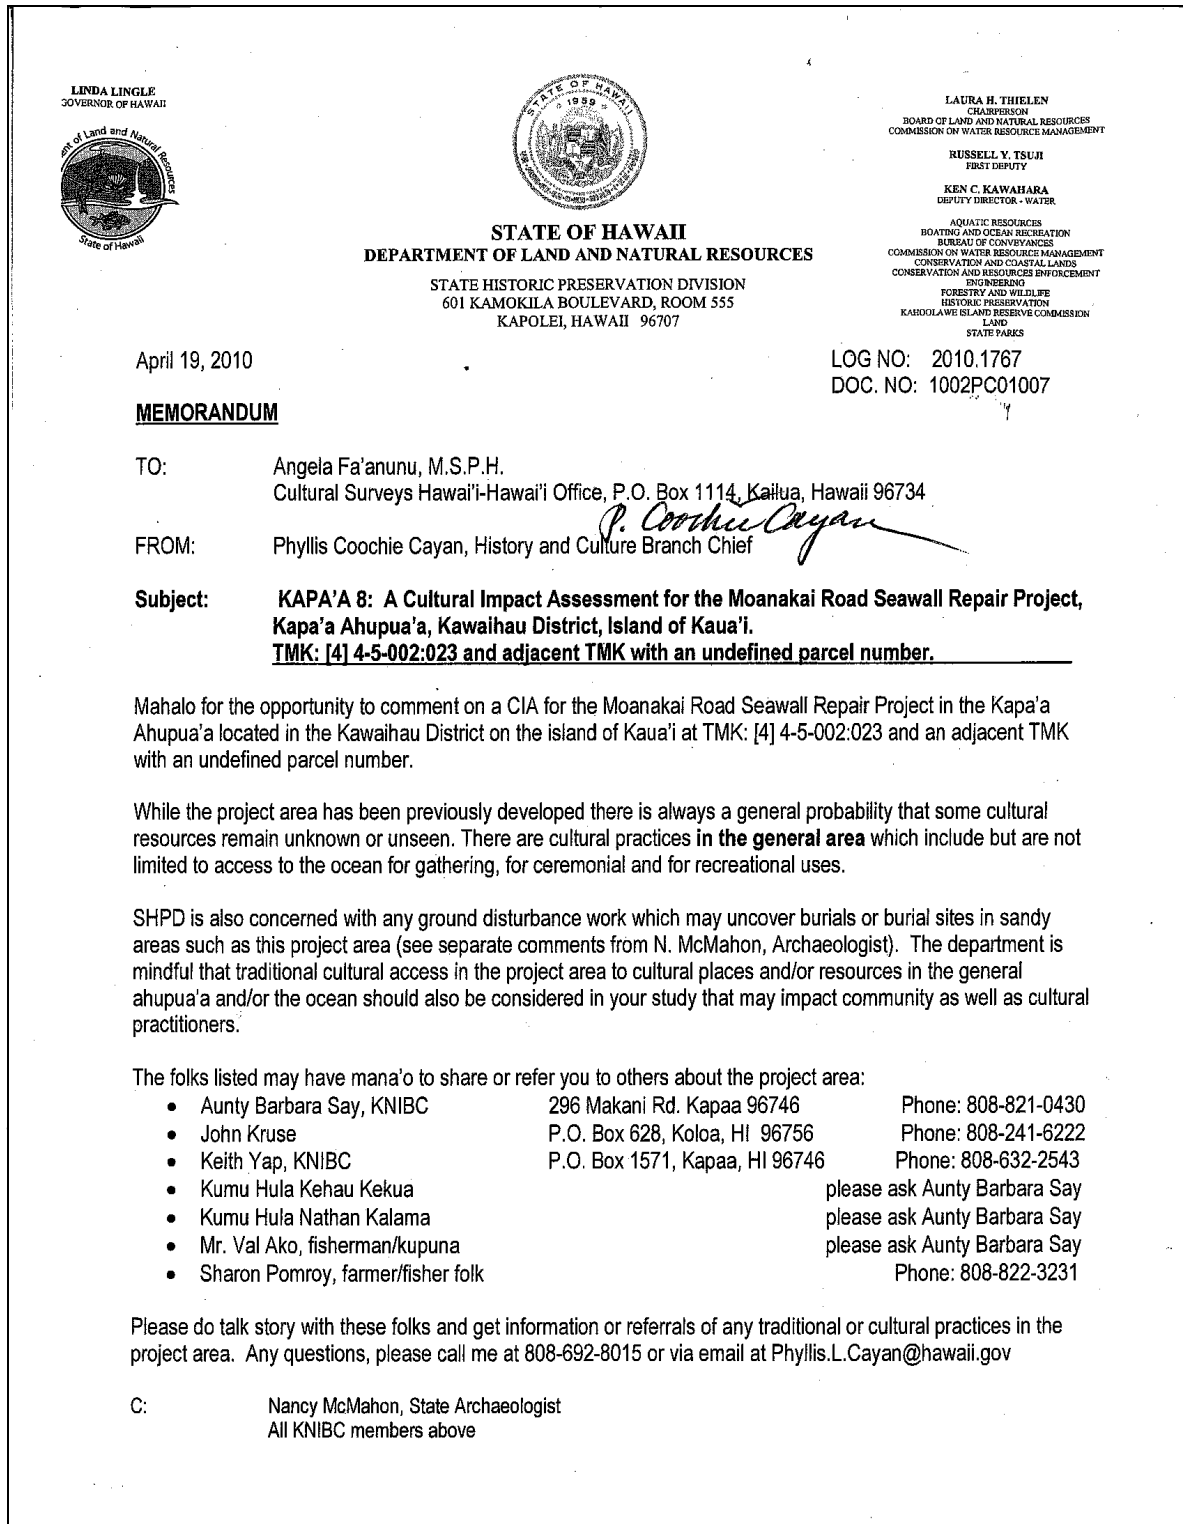 LINDA LINGLE
GOVERNOR OF HAWAII
STATE OF HAWAII
1959
State of Hawaii
LAURA H. THIELEN
CHAIRPERSON
BOARD OF LAND AND NATURAL RESOURCES
COMMISSION ON WATER RESOURCE MANAGEMENT
RUSSELL Y. TSUJI
FIRST DEPUTY
KEN C. KAWAHARA
DEPUTY DIRECTOR - WATER
AQUATIC RESOURCES
BOATING AND OCEAN RECREATION
BUREAU OF CONVEYANCES
COMMISSION ON WATER RESOURCE MANAGEMENT
CONSERVATION AND COASTAL LANDS
CONSERVATION AND RESOURCES ENFORCEMENT
ENGINEERING
FORESTRY AND WILDLIFE
HISTORIC PRESERVATION
KAHOOLAWE ISLAND RESERVE COMMISSION
LAND
STATE PARKS
STATE OF HAWAII
DEPARTMENT OF LAND AND NATURAL RESOURCES
STATE HISTORIC PRESERVATION DIVISION
601 KAMOKILA BOULEVARD, ROOM 555
KAPOLEI, HAWAII 96707
April 19, 2010
LOG NO: 2010.1767
DOC. NO: 1002PC01007
MEMORANDUM
TO: Angela Fa'anunu, M.S.P.H.
Cultural Surveys Hawai'i-Hawai'i Office, P.O. Box 1114, Kailua, Hawaii 96734
P. Coochie Cayan
FROM: Phyllis Coochie Cayan, History and Culture Branch Chief
Subject: KAPA'A 8: A Cultural Impact Assessment for the Moanakai Road Seawall Repair Project,
Kapa'a Ahupua'a, Kawaihau District, Island of Kaua'i.
TMK: [4] 4-5-002:023 and adjacent TMK with an undefined parcel number.
Mahalo for the opportunity to comment on a CIA for the Moanakai Road Seawall Repair Project in the Kapa'a
Ahupua'a located in the Kawaihau District on the island of Kaua'i at TMK: [4] 4-5-002:023 and an adjacent TMK
with an undefined parcel number.
While the project area has been previously developed there is always a general probability that some cultural
resources remain unknown or unseen. There are cultural practices in the general area which include but are not
limited to access to the ocean for gathering, for ceremonial and for recreational uses.
SHPD is also concerned with any ground disturbance work which may uncover burials or burial sites in sandy
areas such as this project area (see separate comments from N. McMahon, Archaeologist). The department is
mindful that traditional cultural access in the project area to cultural places and/or resources in the general
ahupua'a and/or the ocean should also be considered in your study that may impact community as well as cultural
practitioners.
The folks listed may have mana'o to share or refer you to others about the project area:
• Aunty Barbara Say, KNIBC 296 Makani Rd. Kapaa 96746 Phone: 808-821-0430
• John Kruse P.O. Box 628, Koloa, HI 96756 Phone: 808-241-6222
• Keith Yap, KNIBC P.O. Box 1571, Kapaa, HI 96746 Phone: 808-632-2543
• Kumu Hula Kehau Kekua please ask Aunty Barbara Say
• Kumu Hula Nathan Kalama please ask Aunty Barbara Say
• Mr. Val Ako, fisherman/kupuna please ask Aunty Barbara Say
• Sharon Pomroy, farmer/fisher folk Phone: 808-822-3231
Please do talk story with these folks and get information or referrals of any traditional or cultural practices in the
project area. Any questions, please call me at 808-692-8015 or via email at Phyllis.L.Cayan@hawaii.gov
C: Nancy McMahon, State Archaeologist
All KNIBC members above